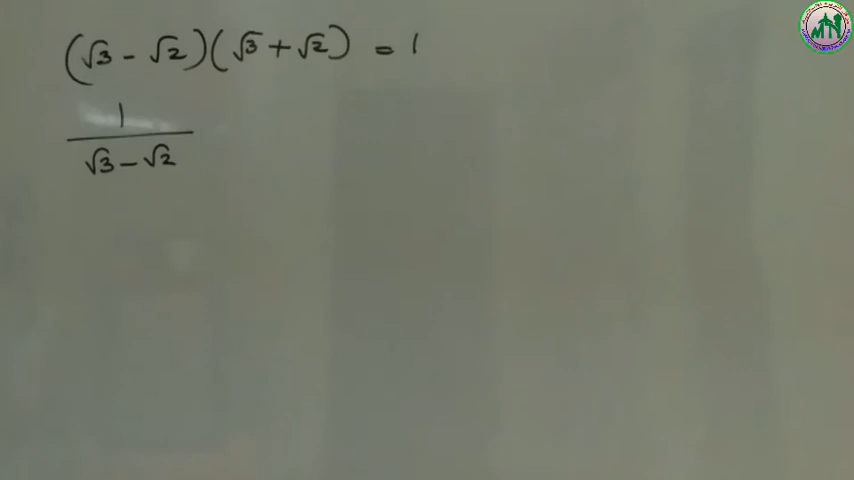 (√3 - √2)(√3 + √2) = 1
1
√3 - √2